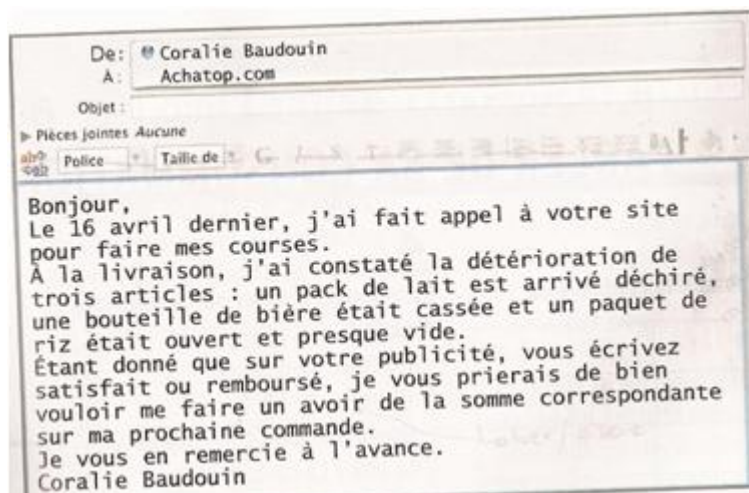 De: Coralie Baudouin
À: Achatop.com
Objet :
Pièces jointes Aucune
Police Taille de
Bonjour,
Le 16 avril dernier, j'ai fait appel à votre site
pour faire mes courses.
À la livraison, j'ai constaté la détérioration de
trois articles : un pack de lait est arrivé déchiré,
une bouteille de bière était cassée et un paquet de
riz était ouvert et presque vide.
Étant donné que sur votre publicité, vous écrivez
satisfait ou remboursé, je vous prierais de bien
vouloir me faire un avoir de la somme correspondante
sur ma prochaine commande.
Je vous en remercie à l'avance.
Coralie Baudouin